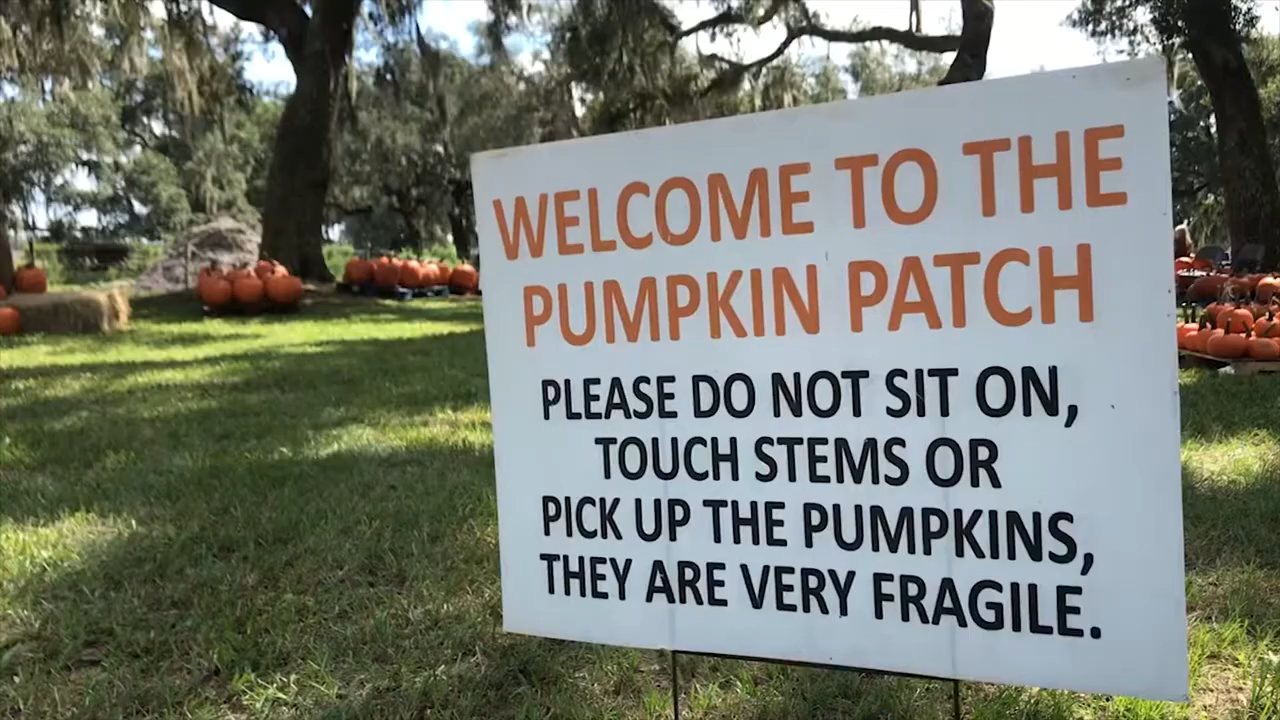 WELCOME TO THE
PUMPKIN PATCH
PLEASE DO NOT SIT ON,
TOUCH STEMS OR
PICK UP THE PUMPKINS,
THEY ARE VERY FRAGILE.